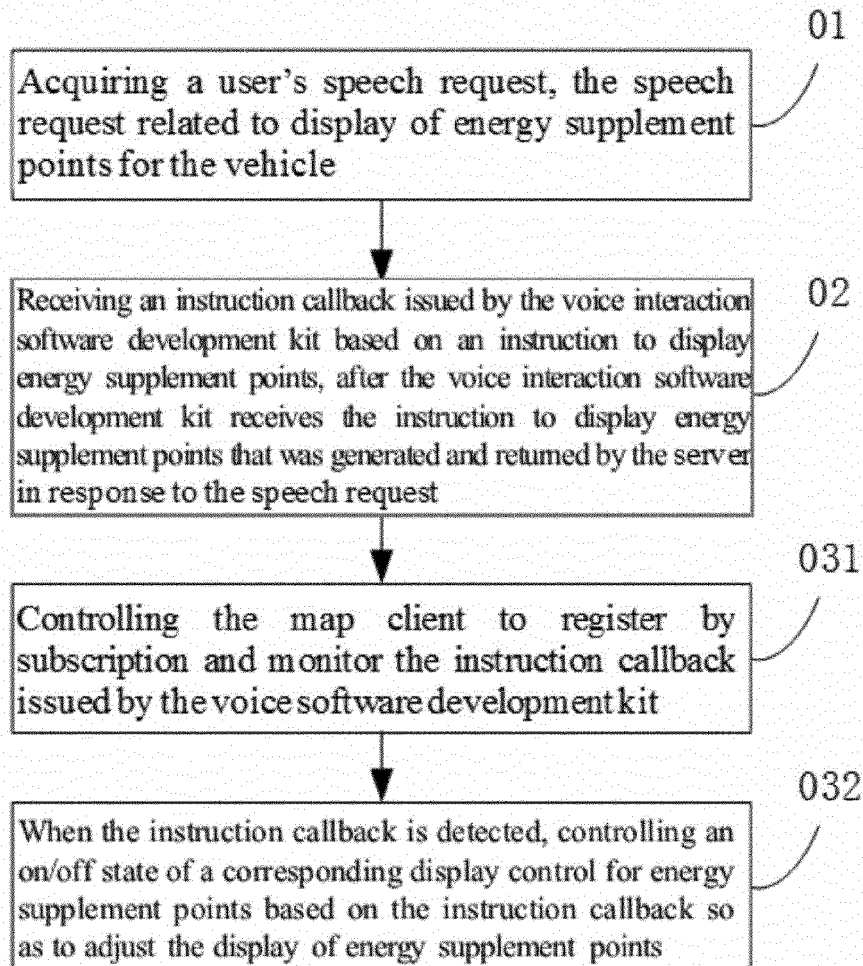 01
Acquiring a user's speech request, the speech
request related to display of energy supplement
points for the vehicle
02
Receiving an instruction callback issued by the voice interaction
software development kit based on an instruction to display
energy supplement points, after the voice interaction software
development kit receives the instruction to display energy
supplement points that was generated and returned by the server
in response to the speech request
031
Controlling the map client to register by
subscription and monitor the instruction callback
issued by the voice software development kit
032
When the instruction callback is detected, controlling an
on/off state of a corresponding display control for energy
supplement points based on the instruction callback so
as to adjust the display of energy supplement points